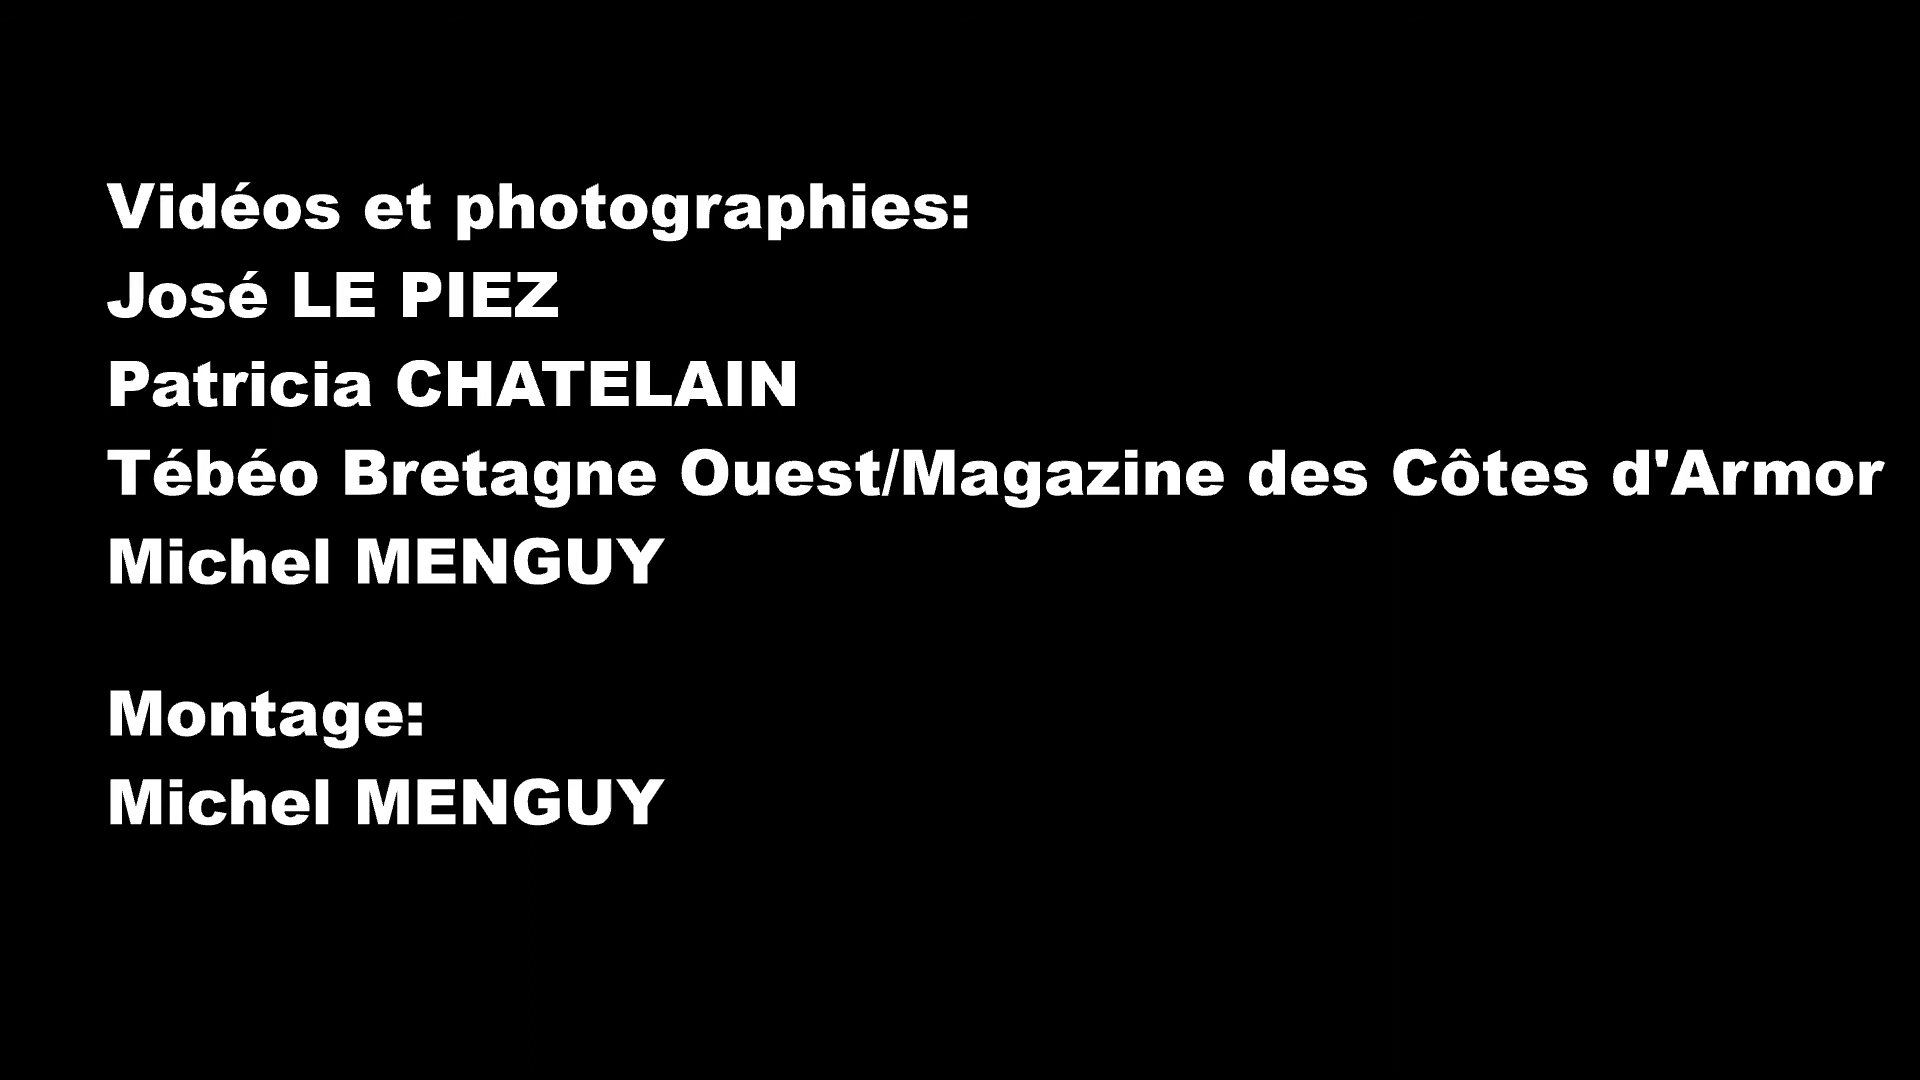 Vidéos et photographies:
José LE PIEZ
Patricia CHATELAIN
Tébéo Bretagne Ouest/Magazine des Côtes d'Armor
Michel MENGUY
Montage:
Michel MENGUY